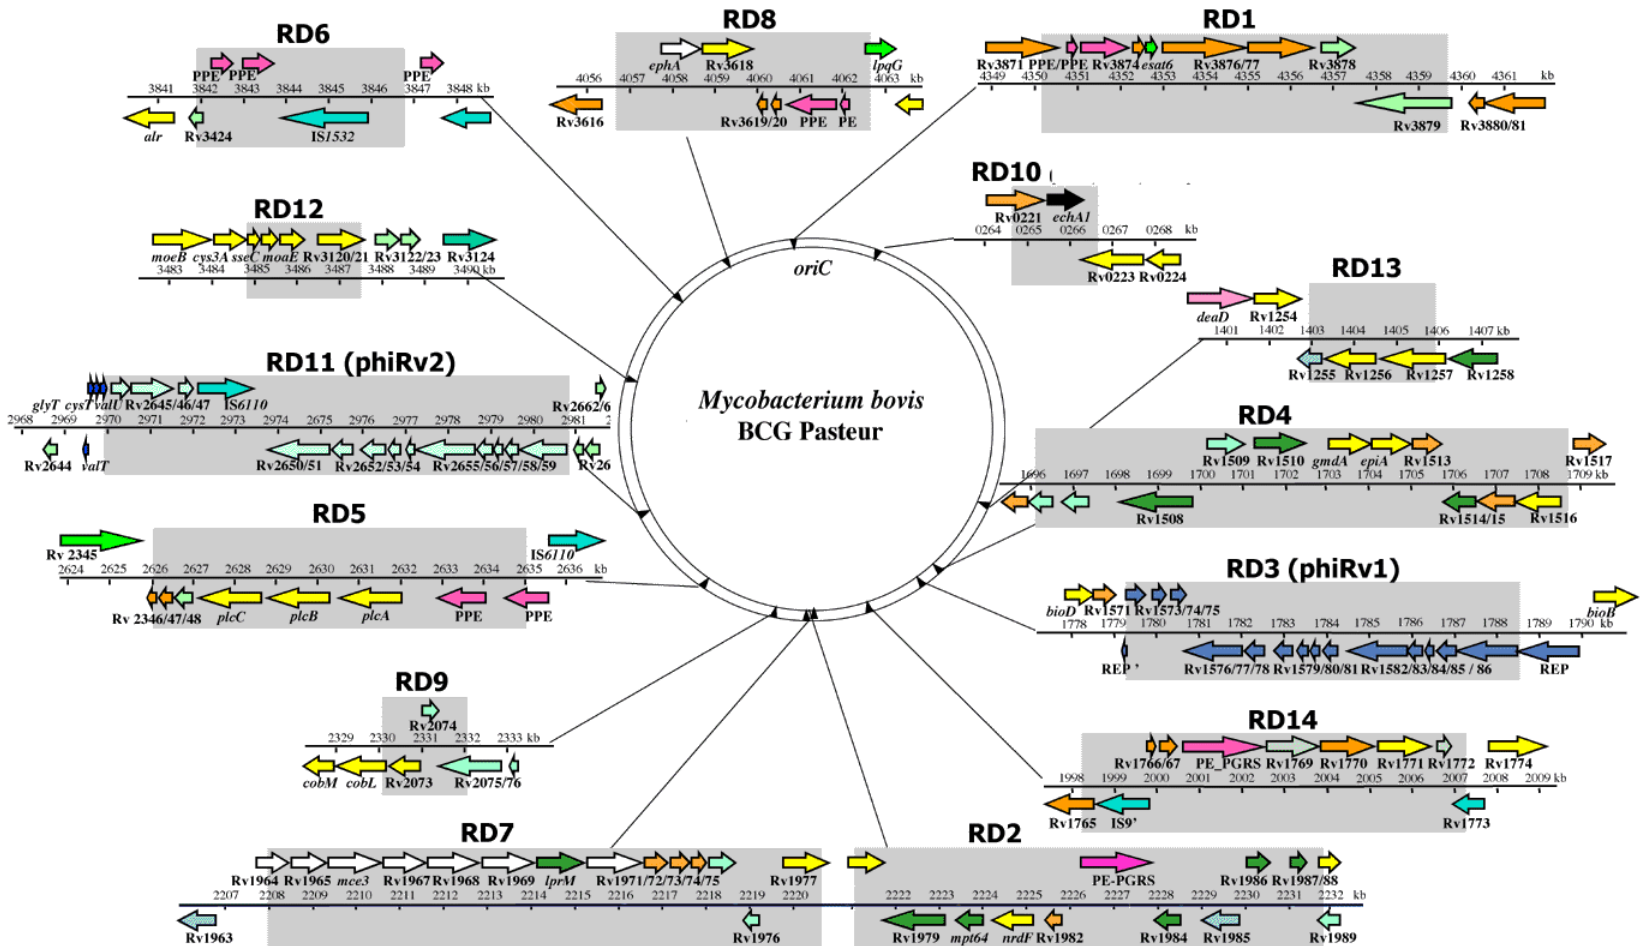 RD6
PPE PPE PPE
3841 3842 3843 3844 3845 3846 3847 3848 kb
alr Rv3424 IS1532
RD8
ephA Rv3618 lpqG
4056 4057 4058 4059 4060 4061 4062 4063 kb
Rv3616 Rv3619/20 PPE PE
RD1
Rv3871 PPE/PPE Rv3874 esat6 Rv3876/77 Rv3878
4349 4350 4351 4352 4353 4354 4355 4356 4357 4358 4359 4360 4361 kb
Rv3879 Rv3880/81
RD10
Rv0221 echA1
0264 0265 0266 0267 0268 kb
Rv0223 Rv0224
RD12
moeB cys3A sseC moaE Rv3120/21 Rv3122/23 Rv3124
3483 3484 3485 3486 3487 3488 3489 3490 kb
oriC
RD13
deaD Rv1254
1401 1402 1403 1404 1405 1406 1407 kb
Rv1255 Rv1256 Rv1257 Rv1258
RD11 (phiRv2)
glyT cysT valU Rv2645/46/47 IS6110 Rv2662/6
2968 2969 2970 2971 2972 2973 2974 2975 2976 2977 2978 2979 2980 2981 2
Rv2644 valT Rv2650/51 Rv2652/53/54 Rv2655/56/57/58/59 Rv26
Mycobacterium bovis
BCG Pasteur
RD4
Rv1509 Rv1510 gmdA epiA Rv1513 Rv1517
1696 1697 1698 1699 1700 1701 1702 1703 1704 1705 1706 1707 1708 1709 kb
Rv1508 Rv1514/15 Rv1516
RD5
Rv 2345 IS6110
2624 2625 2626 2627 2628 2629 2630 2631 2632 2633 2634 2635 2636 kb
Rv 2346/47/48 plcC plcB plcA PPE PPE
RD3 (phiRv1)
bioD Rv1571 Rv1573/74/75 bioB
1778 1779 1780 1781 1782 1783 1784 1785 1786 1787 1788 1789 1790 kb
REP ' Rv1576/77/78 Rv1579/80/81 Rv1582/83/84/85 / 86 REP
RD9
Rv2074
2329 2330 2331 2332 2333 kb
cobM cobL Rv2073 Rv2075/76
RD14
Rv1766/67 PE_PGRS Rv1769 Rv1770 Rv1771 Rv1772 Rv1774
1998 1999 2000 2001 2002 2003 2004 2005 2006 2007 2008 2009 kb
Rv1765 IS9' Rv1773
RD7
Rv1964 Rv1965 mce3 Rv1967 Rv1968 Rv1969 lprM Rv1971/72/73/74/75 Rv1977
2207 2208 2209 2210 2211 2212 2213 2214 2215 2216 2217 2218 2219 2220
Rv1963 Rv1976
RD2
PE-PGRS Rv1986 Rv1987/88
2222 2223 2224 2225 2226 2227 2228 2229 2230 2231 2232 kb
Rv1979 mpt64 nrdF Rv1982 Rv1984 Rv1985 Rv1989